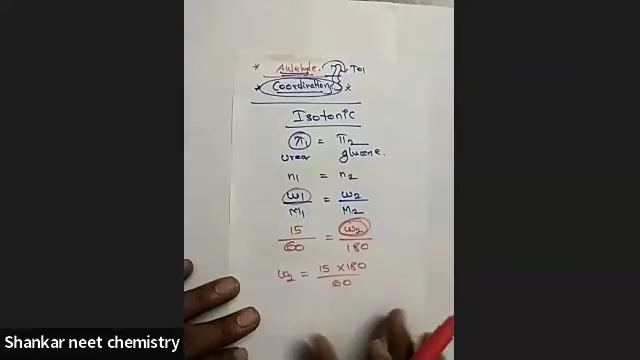 * Aldehyde.
* Coordination *
Isotonic
π₁ = π₂
urea glucose.
n₁ = n₂
w₁/M₁ = w₂/M₂
15/60 = w₂/180
w₂ = 15 × 180/60
Shankar neet chemistry